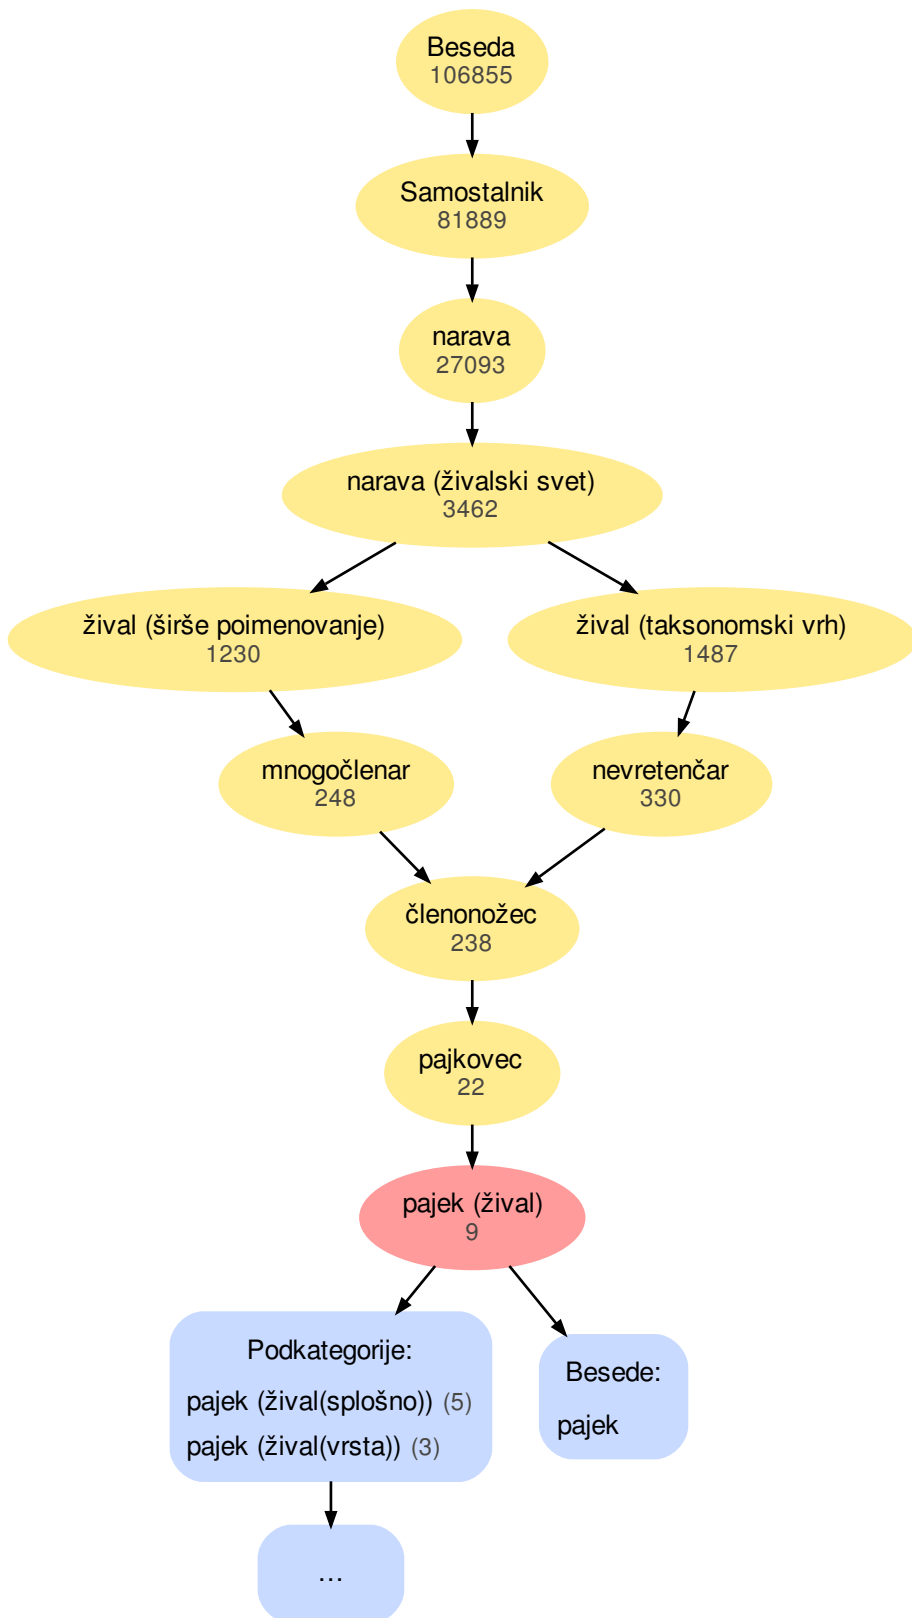 Beseda
106855
Samostalnik
81889
narava
27093
narava (živalski svet)
3462
žival (širše poimenovanje)
1230
žival (taksonomski vrh)
1487
mnogočlenar
248
nevretenčar
330
členonožec
238
pajkovec
22
pajek (žival)
9
Podkategorije:
pajek (žival(splošno)) (5)
pajek (žival(vrsta)) (3)
Besede:
pajek
...